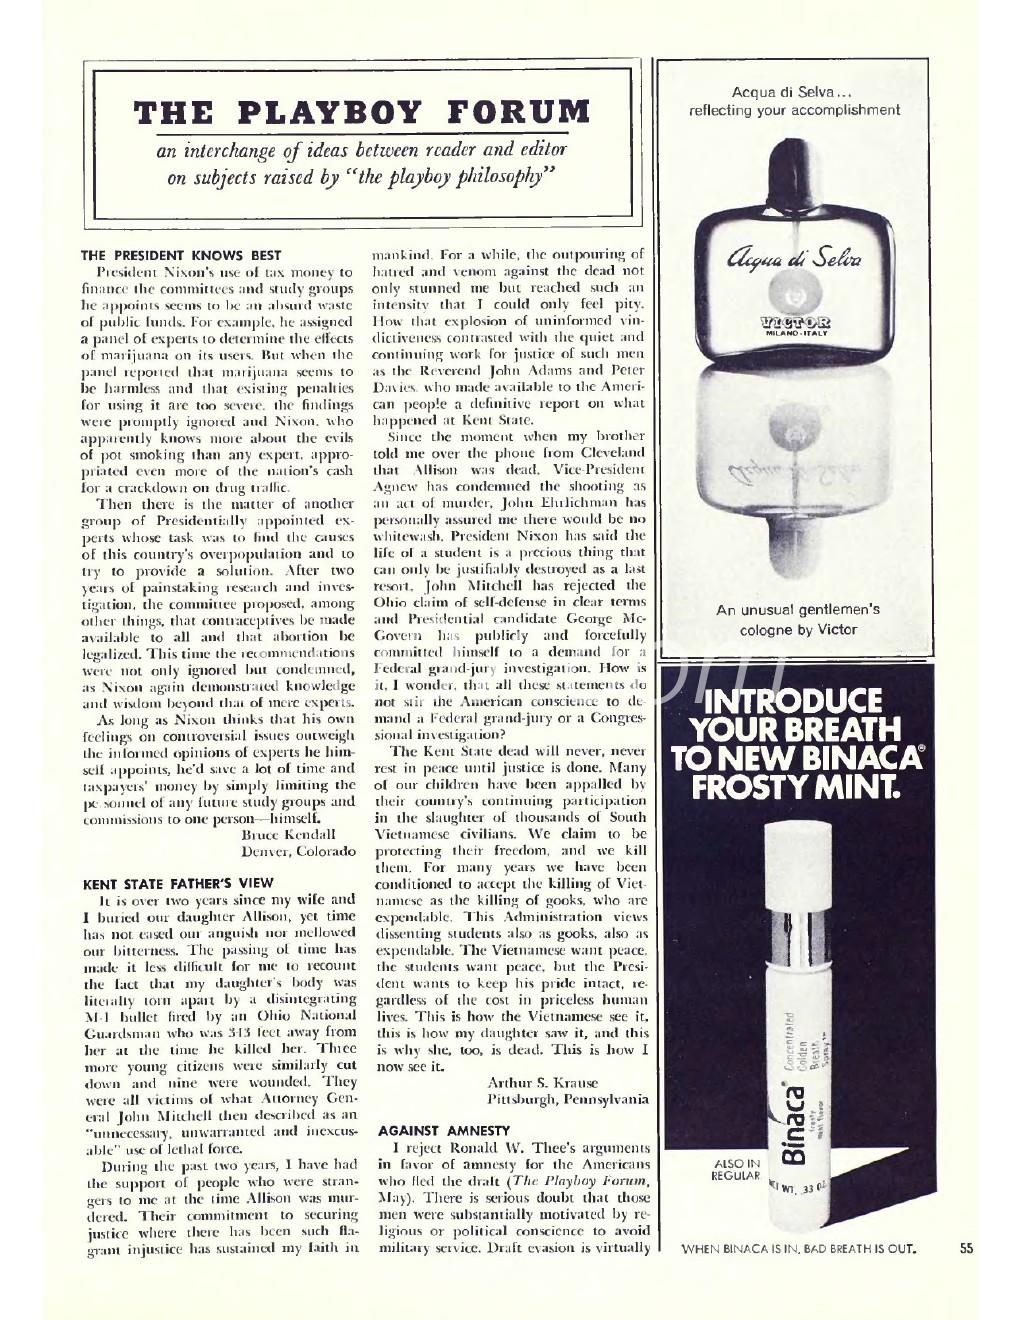 THE PLAYBOY FORUM
an interchange of ideas between reader and editor
on subjects raised by “the playboy philosophy”
THE PRESIDENT KNOWS BEST
President Nixon's use of tax money to
finance the committees and study groups
he appoints seems to be an absurd waste
of public funds. For example, he assigned
a panel of experts to determine the effects
of marijuana on its users. But when the
panel reported that marijuana seems to
be harmless and that existing penalties
for using it are too severe, the findings
were promptly ignored and Nixon, who
apparently knows more about the evils
of pot smoking than any expert, appro-
priated even more of the nation's cash
for a crackdown on drug traffic.
Then there is the matter of another
group of Presidentially appointed ex-
perts whose task was to find the causes
of this country's overpopulation and to
try to provide a solution. After two
years of painstaking research and inves-
tigation, the committee proposed, among
other things, that contraceptives be made
available to all and that abortion be
legalized. This time the recommendations
were not only ignored but condemned,
as Nixon again demonstrated knowledge
and wisdom beyond that of mere experts.
As long as Nixon thinks that his own
feelings on controversial issues outweigh
the informed opinions of experts he him-
self appoints, he'd save a lot of time and
taxpayers' money by simply limiting the
personnel of any future study groups and
commissions to one person—himself.
Bruce Kendall
Denver, Colorado
KENT STATE FATHER'S VIEW
It is over two years since my wife and
I buried our daughter Allison, yet time
has not eased our anguish nor mellowed
our bitterness. The passing of time has
made it less difficult for me to recount
the fact that my daughter's body was
literally torn apart by a disintegrating
M-1 bullet fired by an Ohio National
Guardsman who was 343 feet away from
her at the time he killed her. Three
more young citizens were similarly cut
down and nine were wounded. They
were all victims of what Attorney Gen-
eral John Mitchell then described as an
"unnecessary, unwarranted and inexcus-
able" use of lethal force.
During the past two years, I have had
the support of people who were stran-
gers to me at the time Allison was mur-
dered. Their commitment to securing
justice where there has been such fla-
grant injustice has sustained my faith in
mankind. For a while, the outpouring of
hatred and venom against the dead not
only stunned me but reached such an
intensity that I could only feel pity.
How that explosion of uninformed vin-
dictiveness contrasted with the quiet and
continuing work for justice of such men
as the Reverend John Adams and Peter
Davies, who made available to the Ameri-
can people a definitive report on what
happened at Kent State.
Since the moment when my brother
told me over the phone from Cleveland
that Allison was dead, Vice-President
Agnew has condemned the shooting as
an act of murder, John Ehrlichman has
personally assured me there would be no
whitewash, President Nixon has said the
life of a student is a precious thing that
can only be justifiably destroyed as a last
resort, John Mitchell has rejected the
Ohio claim of self-defense in clear terms
and Presidential candidate George Mc-
Govern has publicly and forcefully
committed himself to a demand for a
Federal grand-jury investigation. How is
it, I wonder, that all these statements do
not stir the American conscience to de-
mand a Federal grand-jury or a Congres-
sional investigation?
The Kent State dead will never, never
rest in peace until justice is done. Many
of our children have been appalled by
their country's continuing participation
in the slaughter of thousands of South
Vietnamese civilians. We claim to be
protecting their freedom, and we kill
them. For many years we have been
conditioned to accept the killing of Viet-
namese as the killing of gooks, who are
expendable. This Administration views
dissenting students also as gooks, also as
expendable. The Vietnamese want peace,
the students want peace, but the Presi-
dent wants to keep his pride intact, re-
gardless of the cost in priceless human
lives. This is how the Vietnamese see it,
this is how my daughter saw it, and this
is why she, too, is dead. This is how I
now see it.
Arthur S. Krause
Pittsburgh, Pennsylvania
AGAINST AMNESTY
I reject Ronald W. Thee's arguments
in favor of amnesty for the Americans
who fled the draft (The Playboy Forum,
May). There is serious doubt that those
men were substantially motivated by re-
ligious or political conscience to avoid
military service. Draft evasion is virtually
Acqua di Selva...
reflecting your accomplishment
Acqua di Selva
VICTOR
MILANO-ITALY
An unusual gentlemen's
cologne by Victor
INTRODUCE
YOUR BREATH
TO NEW BINACA®
FROSTY MINT.
Binaca®
Concentrated
Golden
Breath
Spray™
frosty
mint flavor
NET WT. .33 OZ.
ALSO IN
REGULAR
WHEN BINACA IS IN, BAD BREATH IS OUT.
55
om